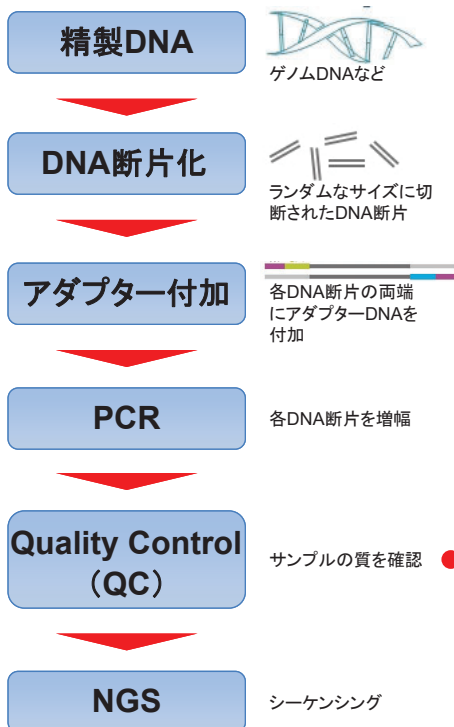 精製DNA
ゲノムDNAなど
DNA断片化
ランダムなサイズに切
断されたDNA断片
アダプター付加
各DNA断片の両端
にアダプターDNAを
付加
PCR
各DNA断片を増幅
Quality Control
（QC）
サンプルの質を確認
NGS
シーケンシング